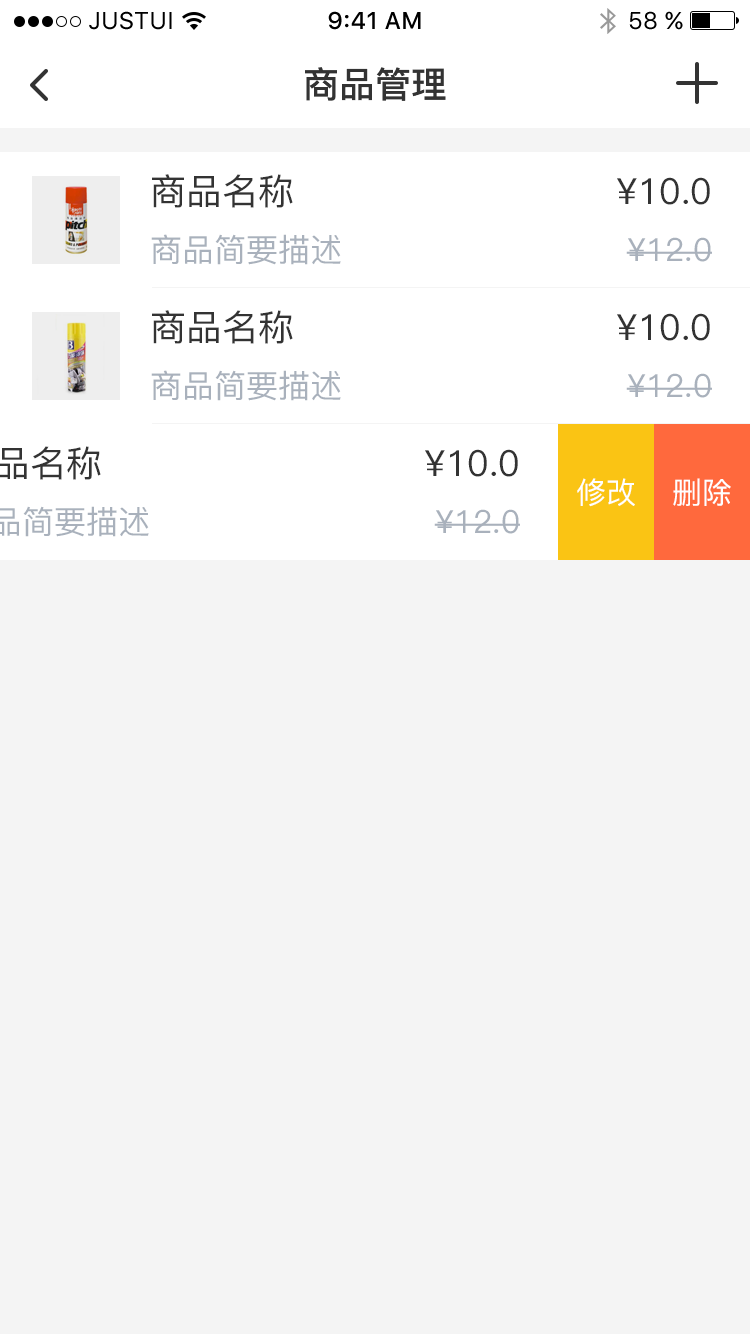 JUSTUI 9:41 AM 58 %
商品管理
pitch
商品名称 ¥10.0
商品简要描述 ¥12.0
商品名称 ¥10.0
商品简要描述 ¥12.0
品名称 ¥10.0
品简要描述 ¥12.0
修改 删除